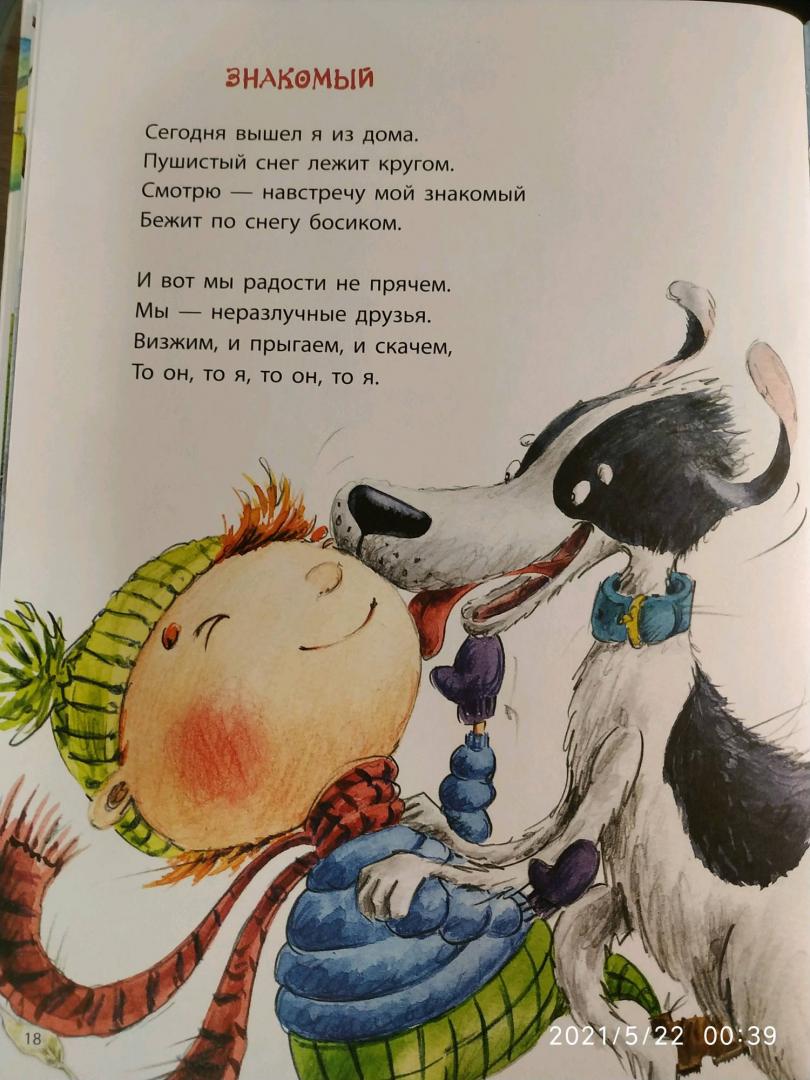 ЗНАКОМЫЙ
Сегодня вышел я из дома.
Пушистый снег лежит кругом.
Смотрю — навстречу мой знакомый
Бежит по снегу босиком.
И вот мы радости не прячем.
Мы — неразлучные друзья.
Визжим, и прыгаем, и скачем,
То он, то я, то он, то я.
18
2021/5/22 00:39